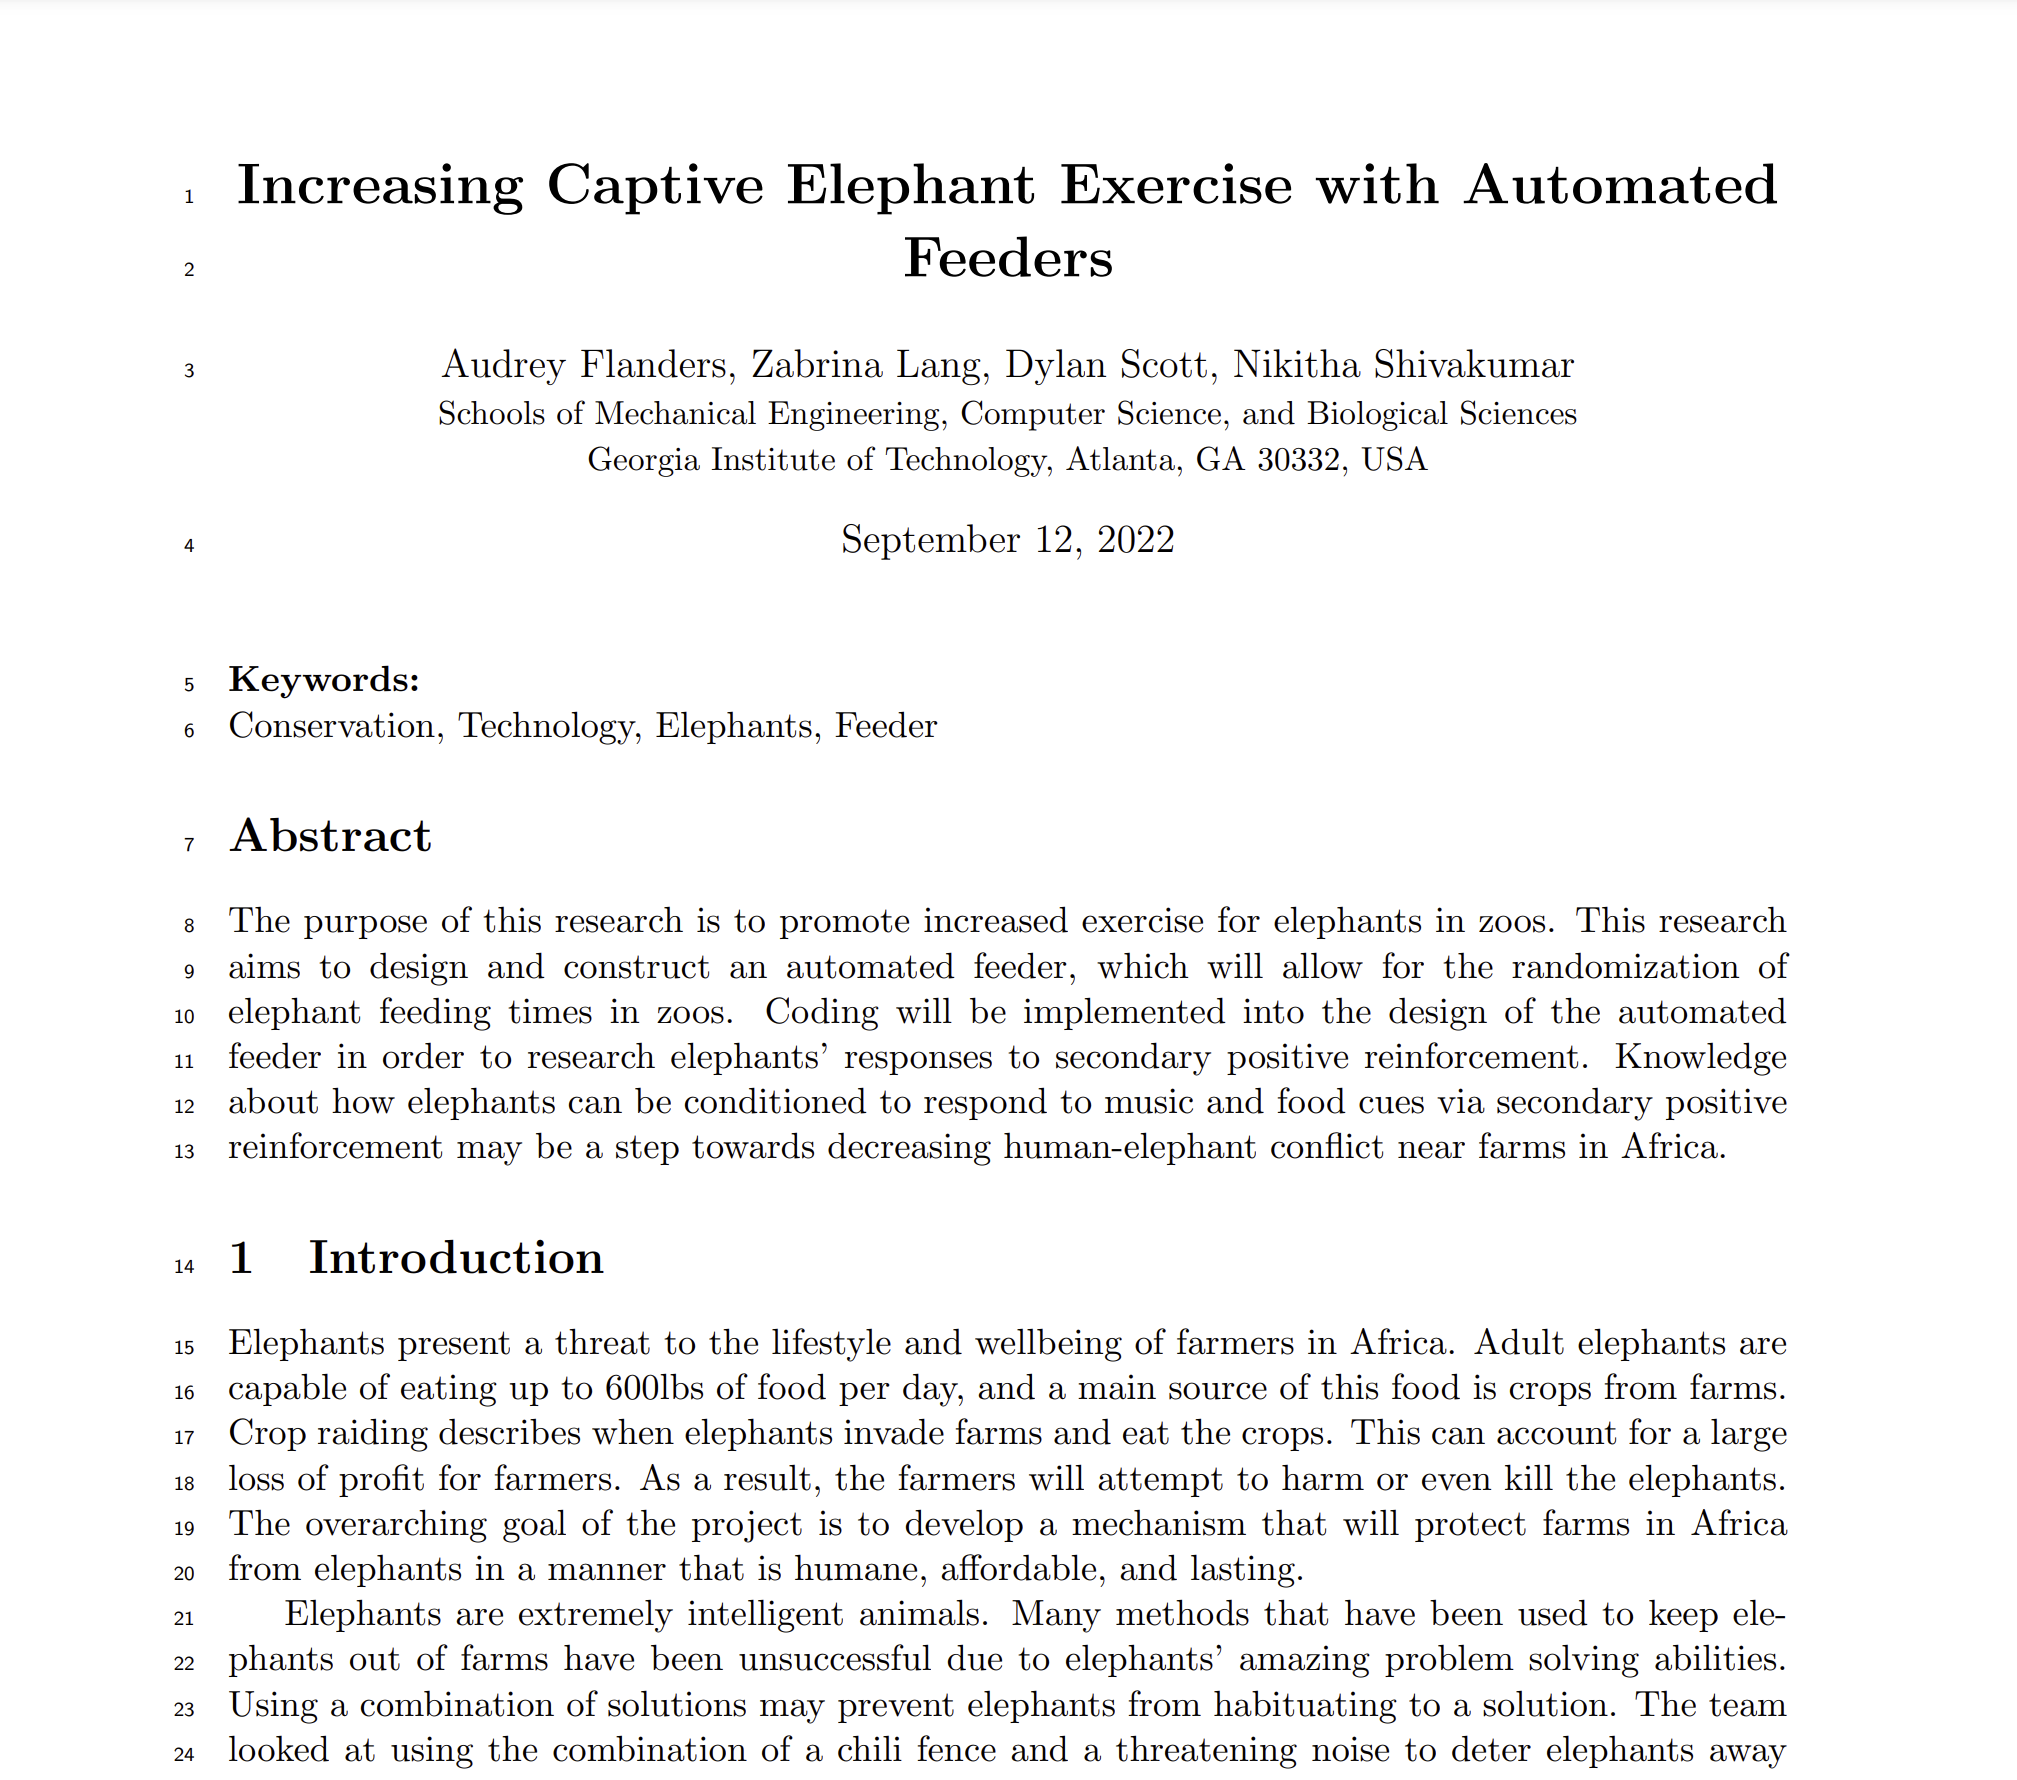 1 Increasing Captive Elephant Exercise with Automated
2 Feeders
3 Audrey Flanders, Zabrina Lang, Dylan Scott, Nikitha Shivakumar
Schools of Mechanical Engineering, Computer Science, and Biological Sciences
Georgia Institute of Technology, Atlanta, GA 30332, USA
4 September 12, 2022
5 Keywords:
6 Conservation, Technology, Elephants, Feeder
7 Abstract
8 The purpose of this research is to promote increased exercise for elephants in zoos. This research
9 aims to design and construct an automated feeder, which will allow for the randomization of
10 elephant feeding times in zoos. Coding will be implemented into the design of the automated
11 feeder in order to research elephants’ responses to secondary positive reinforcement. Knowledge
12 about how elephants can be conditioned to respond to music and food cues via secondary positive
13 reinforcement may be a step towards decreasing human-elephant conflict near farms in Africa.
14 1 Introduction
15 Elephants present a threat to the lifestyle and wellbeing of farmers in Africa. Adult elephants are
16 capable of eating up to 600lbs of food per day, and a main source of this food is crops from farms.
17 Crop raiding describes when elephants invade farms and eat the crops. This can account for a large
18 loss of profit for farmers. As a result, the farmers will attempt to harm or even kill the elephants.
19 The overarching goal of the project is to develop a mechanism that will protect farms in Africa
20 from elephants in a manner that is humane, affordable, and lasting.
21 Elephants are extremely intelligent animals. Many methods that have been used to keep ele-
22 phants out of farms have been unsuccessful due to elephants’ amazing problem solving abilities.
23 Using a combination of solutions may prevent elephants from habituating to a solution. The team
24 looked at using the combination of a chili fence and a threatening noise to deter elephants away